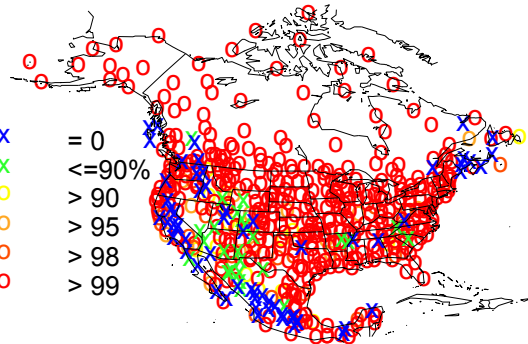 x = 0
x <=90%
o > 90
o > 95
o > 98
o > 99